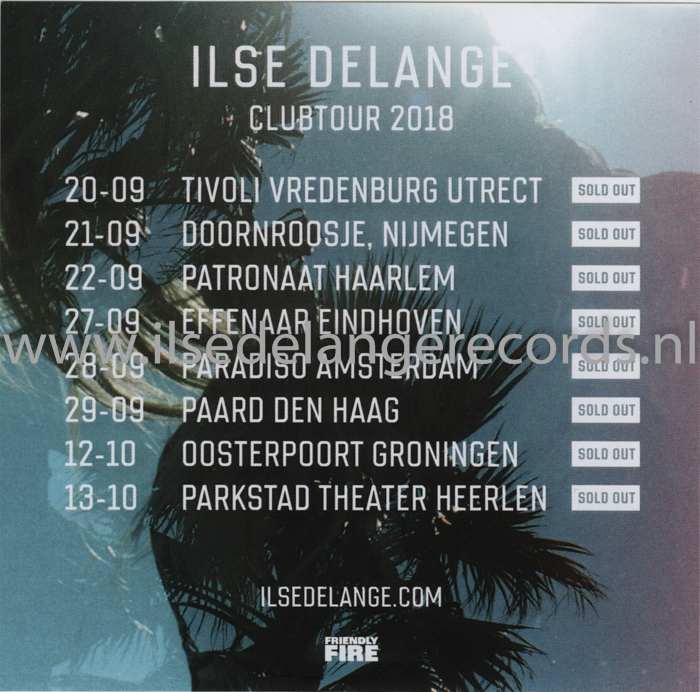 ILSE DELANGE
CLUBTOUR 2018
20-09 TIVOLI VREDENBURG UTRECT SOLD OUT
21-09 DOORNROOSJE, NIJMEGEN SOLD OUT
22-09 PATRONAAT HAARLEM SOLD OUT
27-09 EFFENAAR EINDHOVEN SOLD OUT
www.ilsedelangerecords.nl
28-09 PARADISO AMSTERDAM SOLD OUT
29-09 PAARD DEN HAAG SOLD OUT
12-10 OOSTERPOORT GRONINGEN SOLD OUT
13-10 PARKSTAD THEATER HEERLEN SOLD OUT
ILSEDELANGE.COM
FRIENDLY
FIRE